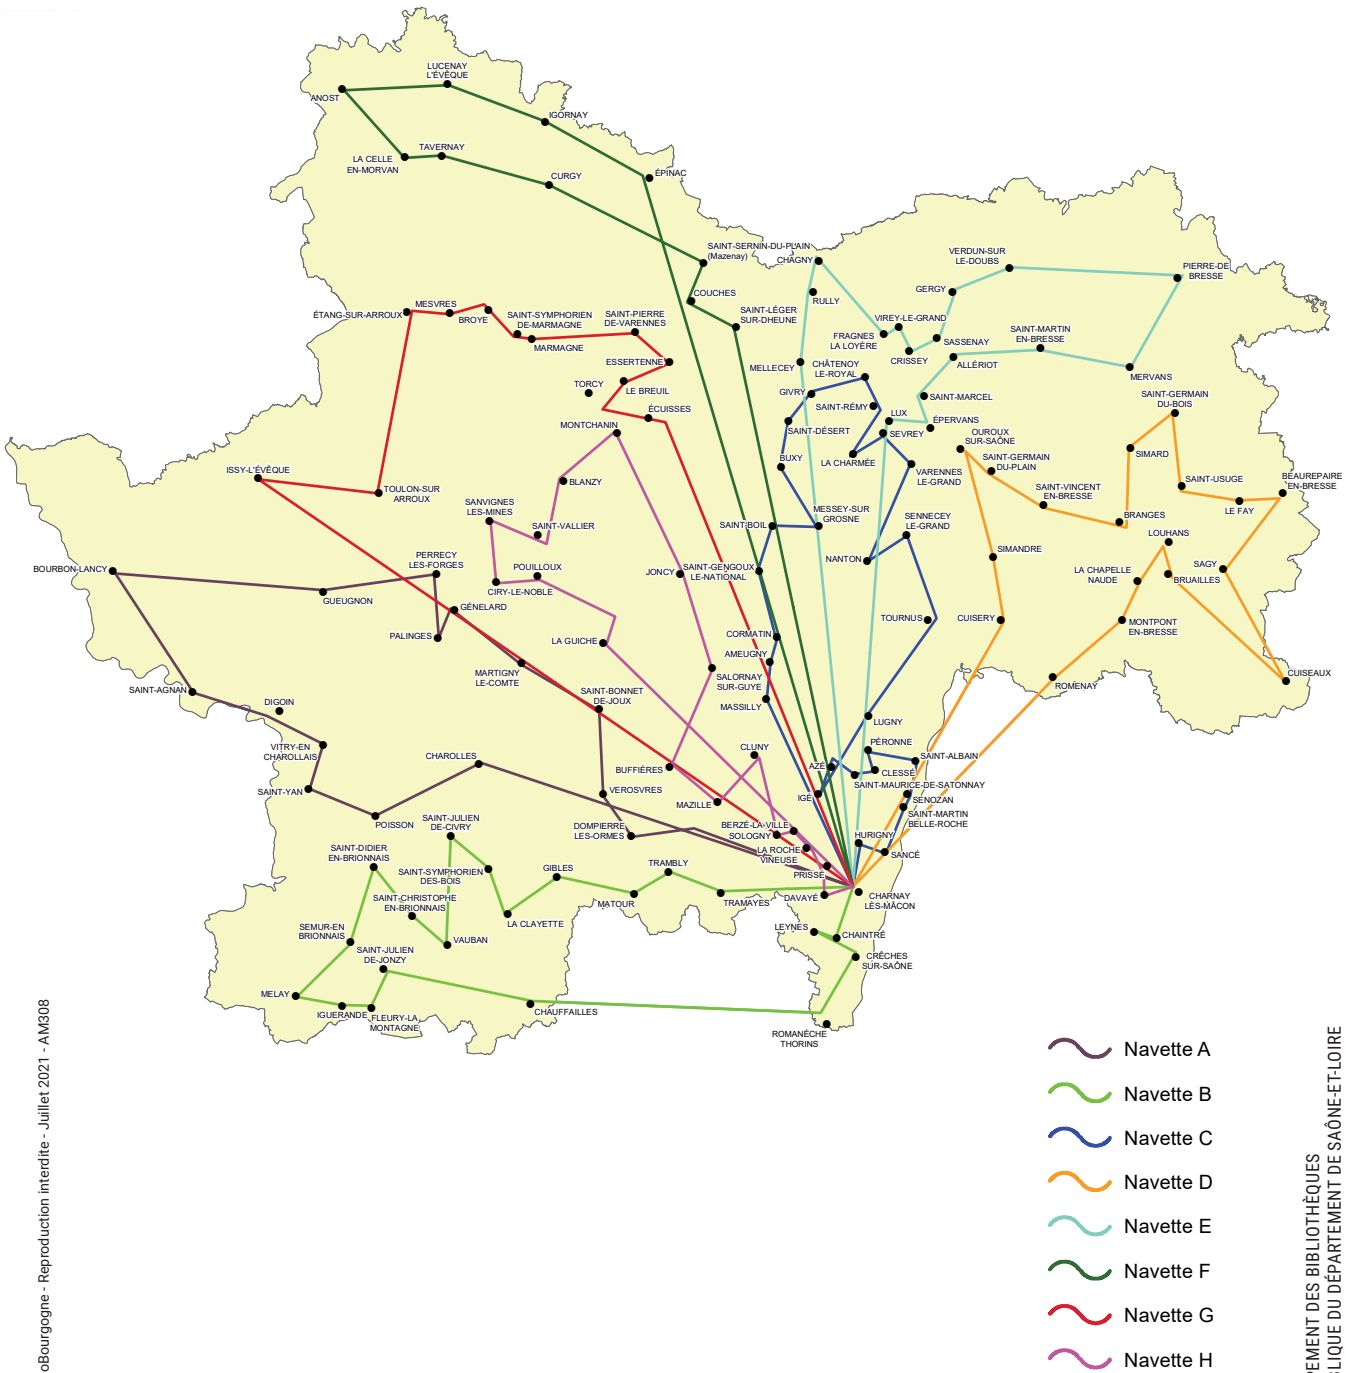 LUCENAY
L'ÉVÊQUE
ANOST
IGORNAY
TAVERNAY
LA CELLE
EN-MORVAN
CURGY
ÉPINAC
SAINT-SERNIN-DU-PLAIN
(Mazenay)
CHAGNY
VERDUN-SUR
LE-DOUBS
PIERRE-DE
BRESSE
GERGY
COUCHES
RULLY
SAINT-LÉGER
SUR-DHEUNE
MESVRES
ÉTANG-SUR-ARROUX
BROYE
SAINT-SYMPHORIEN
DE-MARMAGNE
MARMAGNE
SAINT-PIERRE
DE-VARENNES
VIREY-LE-GRAND
FRAGNES
LA LOYÈRE
SASSENAY
CRISSEY
SAINT-MARTIN
EN-BRESSE
ALLÉRIOT
MERVANS
ESSERTENNE
MELLECEY
CHÂTENOY
LE-ROYAL
TORCY
LE BREUIL
GIVRY
SAINT-RÉMY
SAINT-MARCEL
SAINT-GERMAIN
DU-BOIS
ÉCUISSES
MONTCHANIN
SAINT-DÉSERT
LUX
ÉPERVANS
SEVREY
OUROUX
SUR-SAÔNE
SAINT-GERMAIN
DU-PLAIN
SIMARD
BUXY
LA CHARMÉE
VARENNES
LE-GRAND
ISSY-L'ÉVÊQUE
TOULON-SUR
ARROUX
BLANZY
SAINT-VINCENT
EN-BRESSE
SAINT-USUGE
BEAUREPAIRE
EN-BRESSE
LE FAY
SANVIGNES
LES-MINES
SAINT-VALLIER
SAINT-BOIL
MESSEY-SUR
GROSNE
SENNECEY
LE-GRAND
BRANGES
LOUHANS
PERRECY
LES-FORGES
POUILLOUX
CIRY-LE-NOBLE
JONCY
SAINT-GENGOUX
LE-NATIONAL
NANTON
SIMANDRE
LA CHAPELLE
NAUDE
BRUAILLES
SAGY
BOURBON-LANCY
GUEUGNON
GÉNELARD
PALINGES
LA GUICHE
CORMATIN
TOURNUS
CUISERY
MONTPONT
EN-BRESSE
AMEUGNY
MARTIGNY
LE-COMTE
SALORNAY
SUR-GUYE
CUISEAUX
SAINT-AGNAN
DIGOIN
SAINT-BONNET
DE-JOUX
MASSILLY
ROMENAY
LUGNY
VITRY-EN
CHAROLLAIS
CHAROLLES
CLUNY
PÉRONNE
SAINT-ALBAIN
BUFFIÈRES
AZÉ
CLESSÉ
SAINT-MAURICE-DE-SATONNAY
SAINT-YAN
VEROSVRES
MAZILLE
IGÉ
SENOZAN
POISSON
SAINT-MARTIN
BELLE-ROCHE
SAINT-JULIEN
DE-CIVRY
DOMPIERRE
LES-ORMES
BERZÉ-LA-VILLE
SOLOGNY
HURIGNY
LA ROCHE
VINEUSE
SANCÉ
SAINT-DIDIER
EN-BRIONNAIS
SAINT-SYMPHORIEN
DES-BOIS
GIBLES
TRAMBLY
PRISSÉ
SAINT-CHRISTOPHE
EN-BRIONNAIS
MATOUR
TRAMAYES
DAVAYÉ
CHARNAY
LÈS-MÂCON
LA CLAYETTE
SEMUR-EN
BRIONNAIS
VAUBAN
LEYNES
CHAINTRÉ
SAINT-JULIEN
DE-JONZY
CRÊCHES
SUR-SAÔNE
MELAY
IGUERANDE
FLEURY-LA
MONTAGNE
CHAUFFAILLES
ROMANÈCHE
THORINS
Navette A
Navette B
Navette C
Navette D
Navette E
Navette F
Navette G
Navette H
oBourgogne - Reproduction interdite - Juillet 2021 - AM308
PEMENT DES BIBLIOTHÈQUES
BLIQUE DU DÉPARTEMENT DE SAÔNE-ET-LOIRE